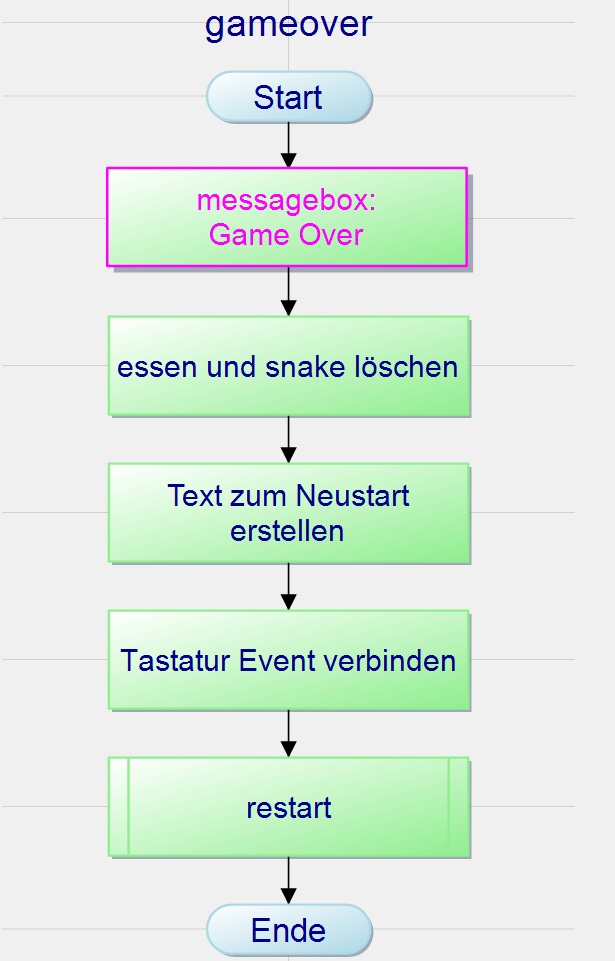 gameover
Start
messagebox:
Game Over
essen und snake löschen
Text zum Neustart
erstellen
Tastatur Event verbinden
restart
Ende